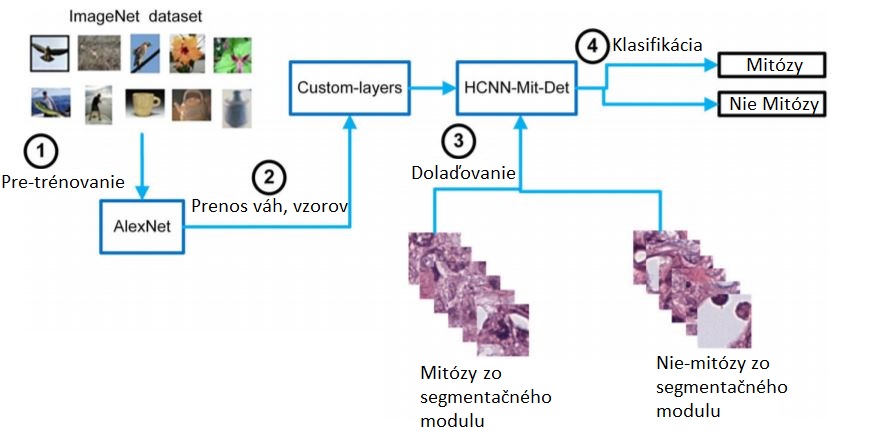 ImageNet dataset
1
Pre-trénovanie
AlexNet
2
Prenos váh, vzorov
Custom-layers
HCNN-Mit-Det
3
Dolaďovanie
4
Klasifikácia
Mitózy
Nie Mitózy
Mitózy zo
segmentačného
modulu
Nie-mitózy zo
segmentačného
modulu